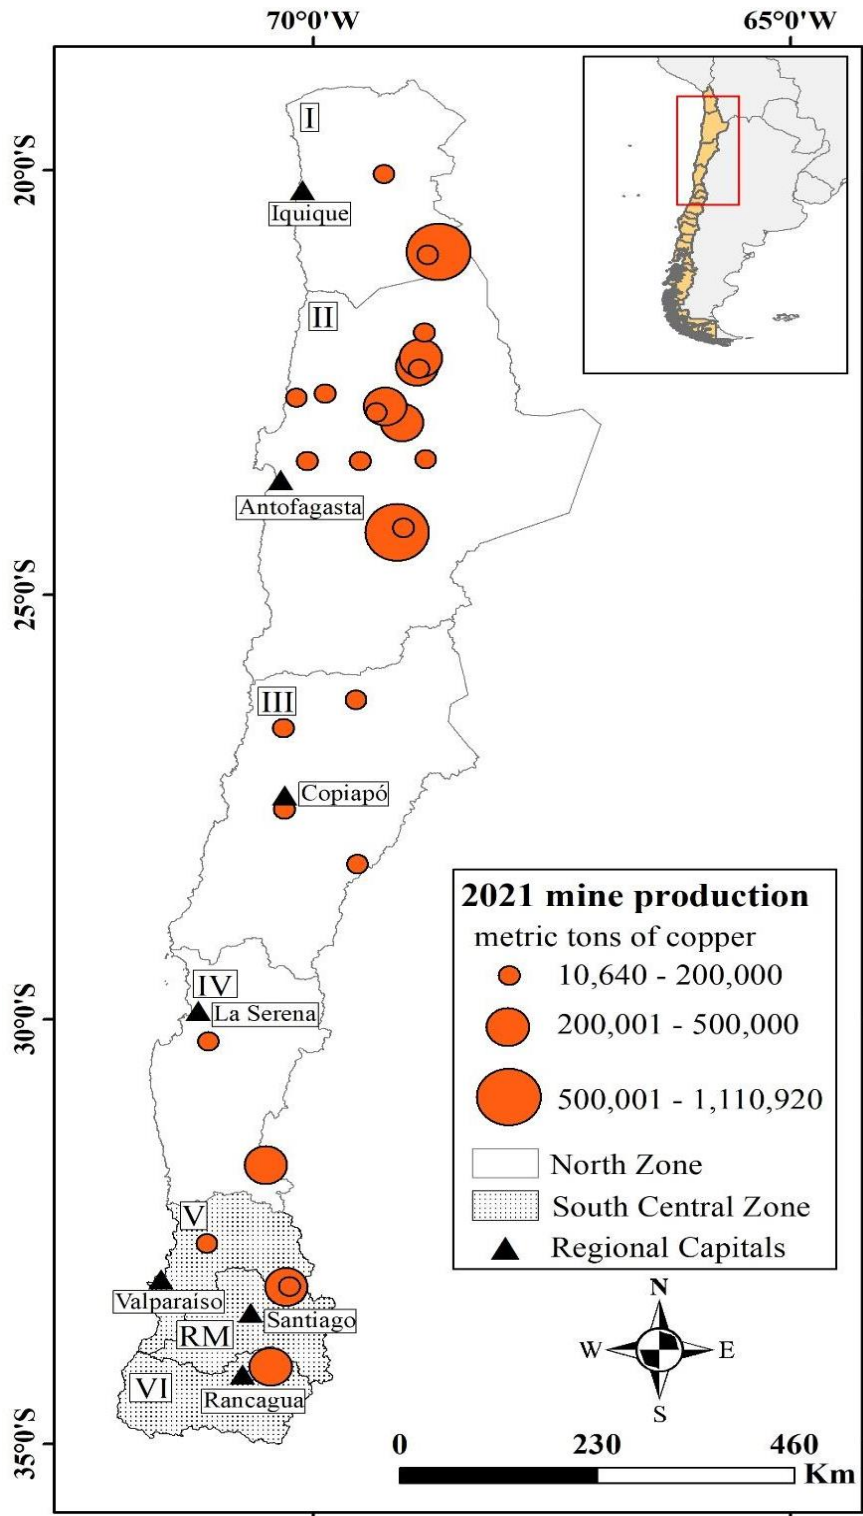 70°0'W
65°0'W
I
20°0'S
Iquique
II
Antofagasta
25°0'S
III
Copiapó
2021 mine production
metric tons of copper
10,640 - 200,000
200,001 - 500,000
500,001 - 1,110,920
North Zone
South Central Zone
Regional Capitals
IV
La Serena
30°0'S
V
Valparaíso
Santiago
RM
VI
Rancagua
35°0'S
N
W
E
S
0
230
460
Km